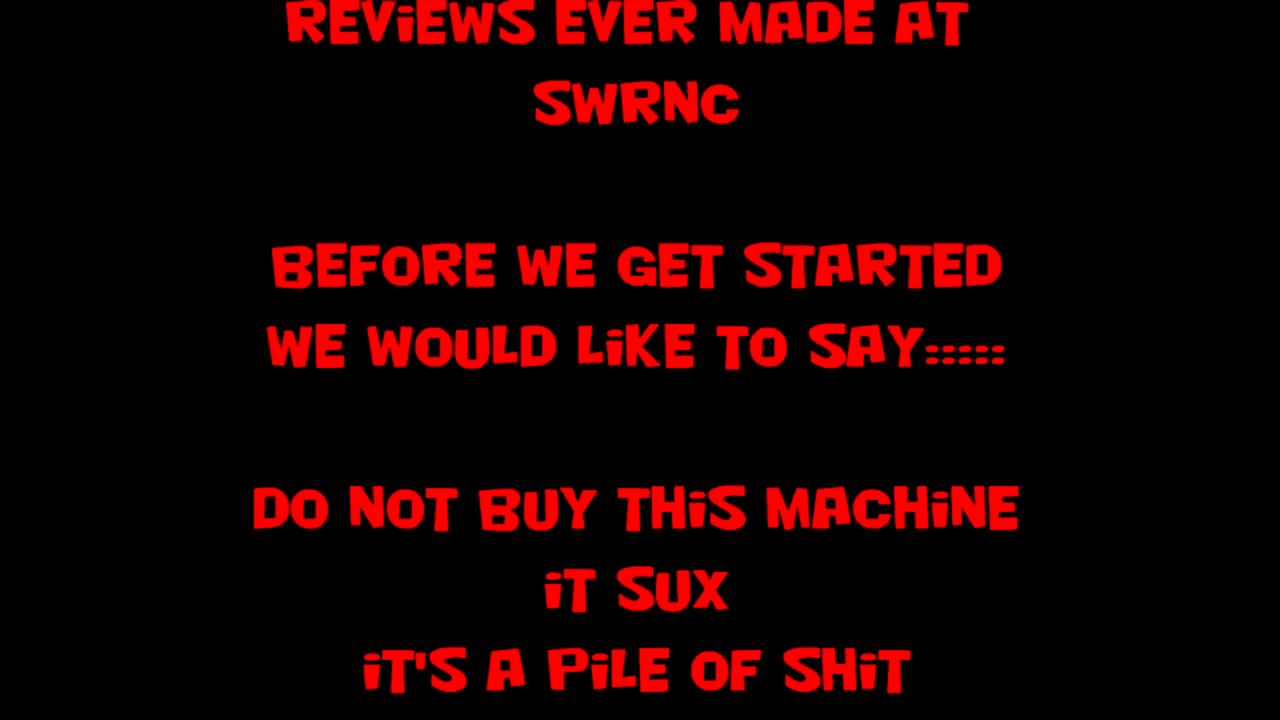 REViEWS EVER MADE AT
SWRNC
BEFORE WE GET STARTED
WE WOULD LiKE TO SAY:::::
DO NOT BUY THiS MACHiNE
iT SUX
iT'S A PiLE OF SHiT